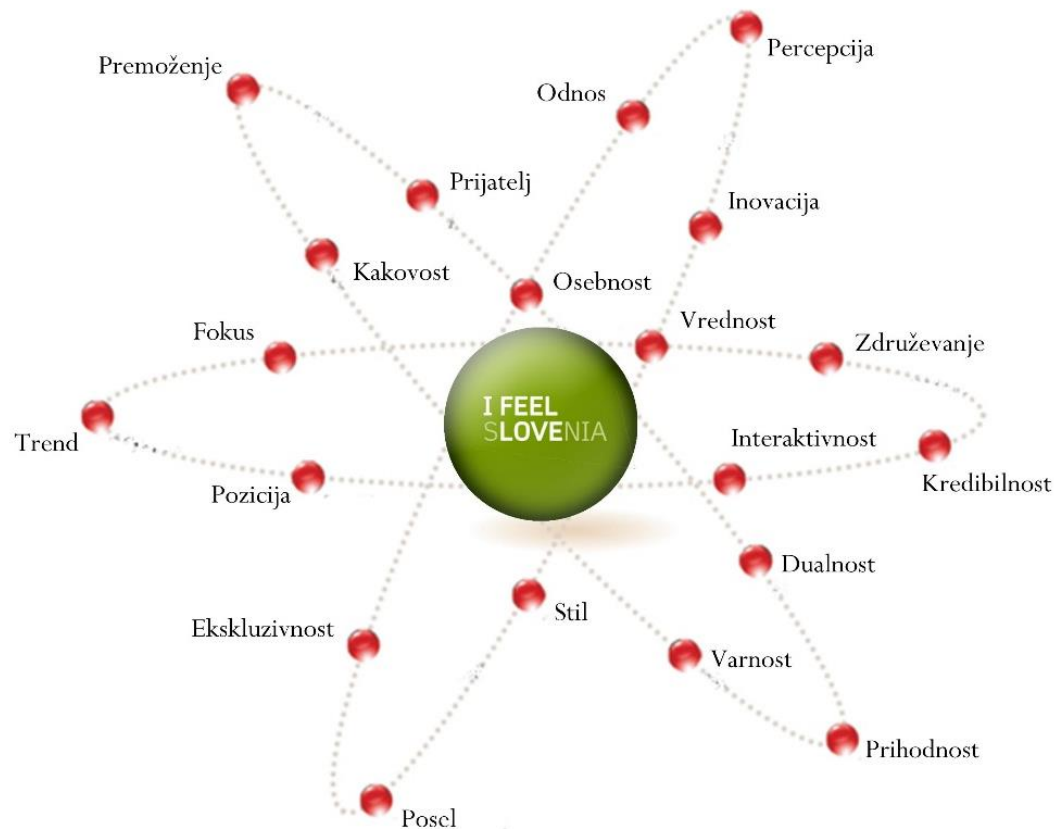 Percepcija
Premoženje
Odnos
Prijatelj
Inovacija
Kakovost
Osebnost
Vrednost
Fokus
Združevanje
I FEEL
SLOVENIA
Trend
Interaktivnost
Pozicija
Kredibilnost
Dualnost
Stil
Ekskluzivnost
Varnost
Prihodnost
Posel